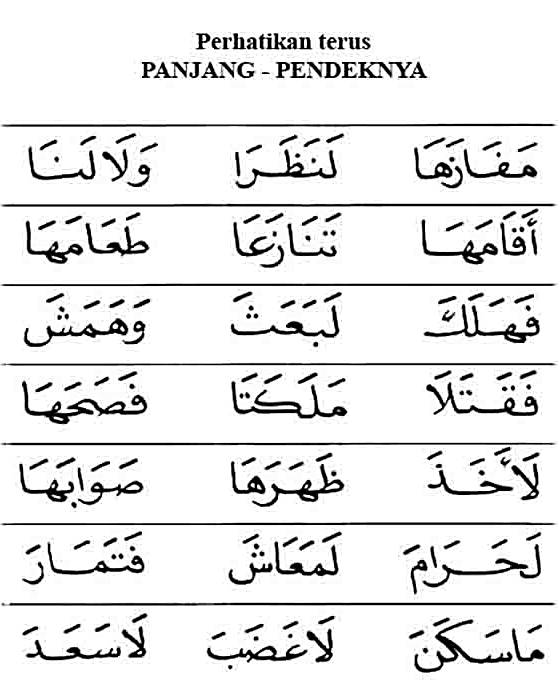 Perhatikan terus
PANJANG - PENDEKNYA
مَفَازَهَا لَنَظَرَا وَلَالَنَا
أَقَامَهَا تَنَازَعَا طَعَامَهَا
فَهَلَكَ لَبَعَثَ وَهَمَشَ
فَقَتَلَا مَلَكَتَا فَصَحَهَا
لَأَخَذَ ظَهَرَهَا صَوَابَهَا
لَحَرَامَ لَمَعَاشَ فَتَمَارَ
مَاسَكَنَ لَاغَضَبَ لَاسَعَدَ